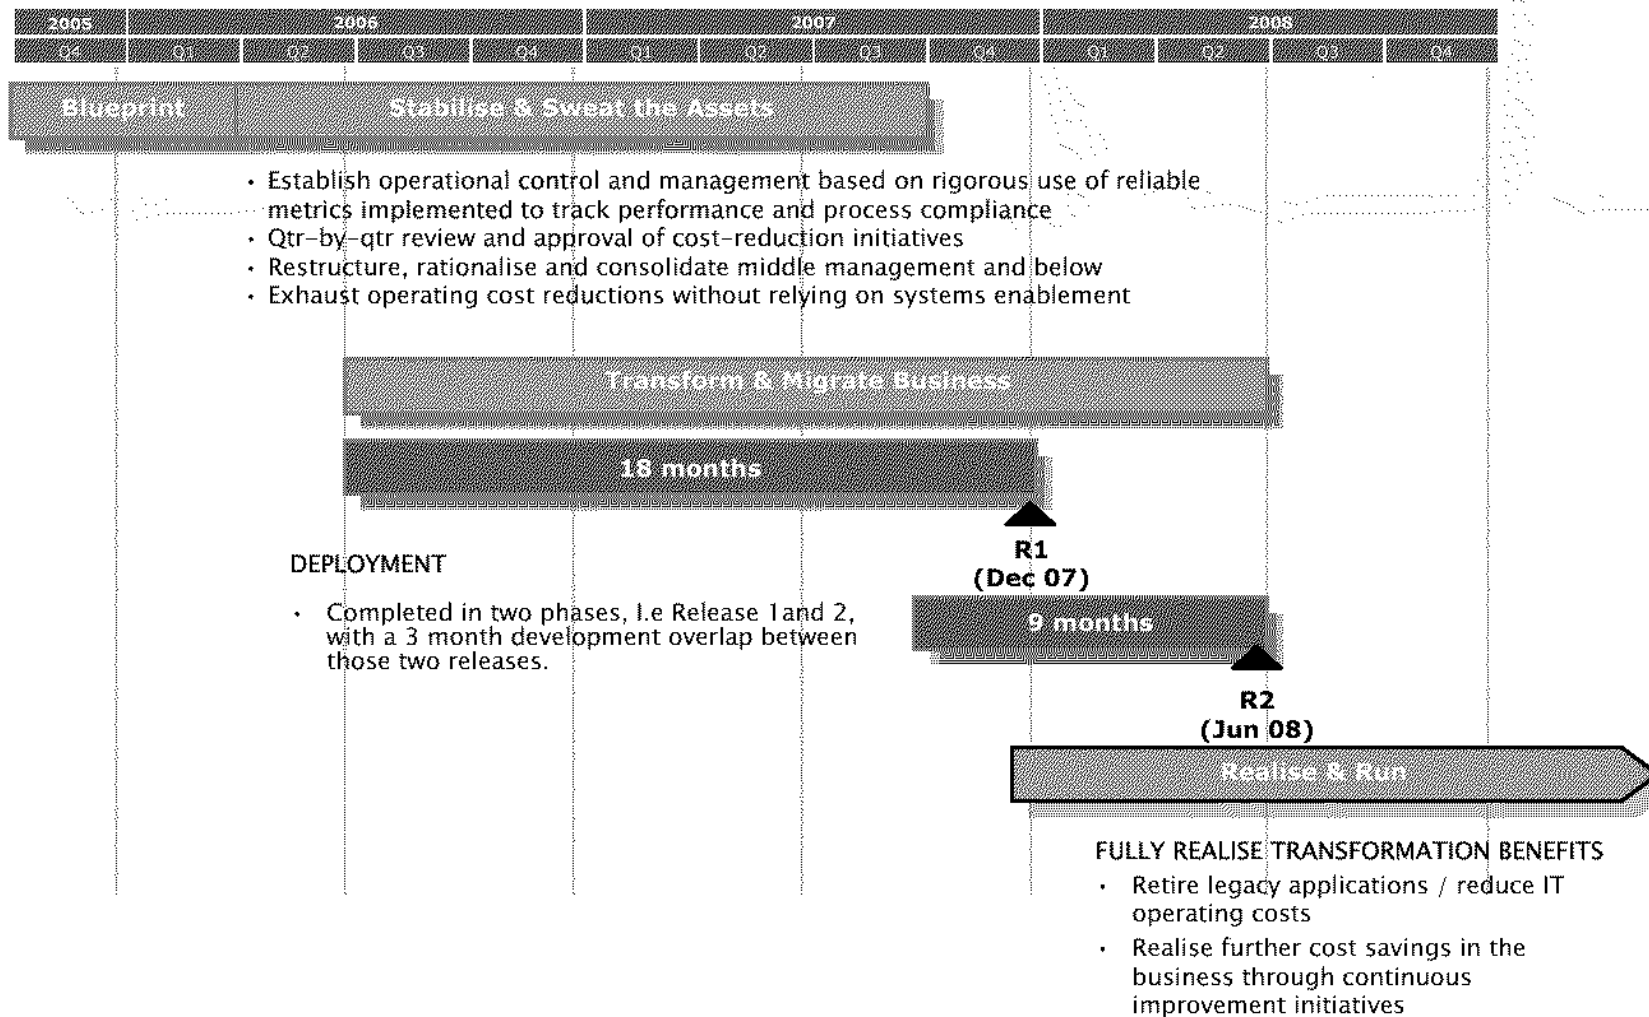 2005 2006 2007 2008
Q4 Q1 Q2 Q3 Q4 Q1 Q2 Q3 Q4 Q1 Q2 Q3 Q4
Blueprint Stabilise & Sweat the Assets
• Establish operational control and management based on rigorous use of reliable
metrics implemented to track performance and process compliance
• Qtr-by-qtr review and approval of cost-reduction initiatives
• Restructure, rationalise and consolidate middle management and below
• Exhaust operating cost reductions without relying on systems enablement
Transform & Migrate Business
18 months
R1
(Dec 07)
DEPLOYMENT
• Completed in two phases, I.e Release 1and 2,
with a 3 month development overlap between
those two releases.
9 months
R2
(Jun 08)
Realise & Run
FULLY REALISE TRANSFORMATION BENEFITS
• Retire legacy applications / reduce IT
operating costs
• Realise further cost savings in the
business through continuous
improvement initiatives